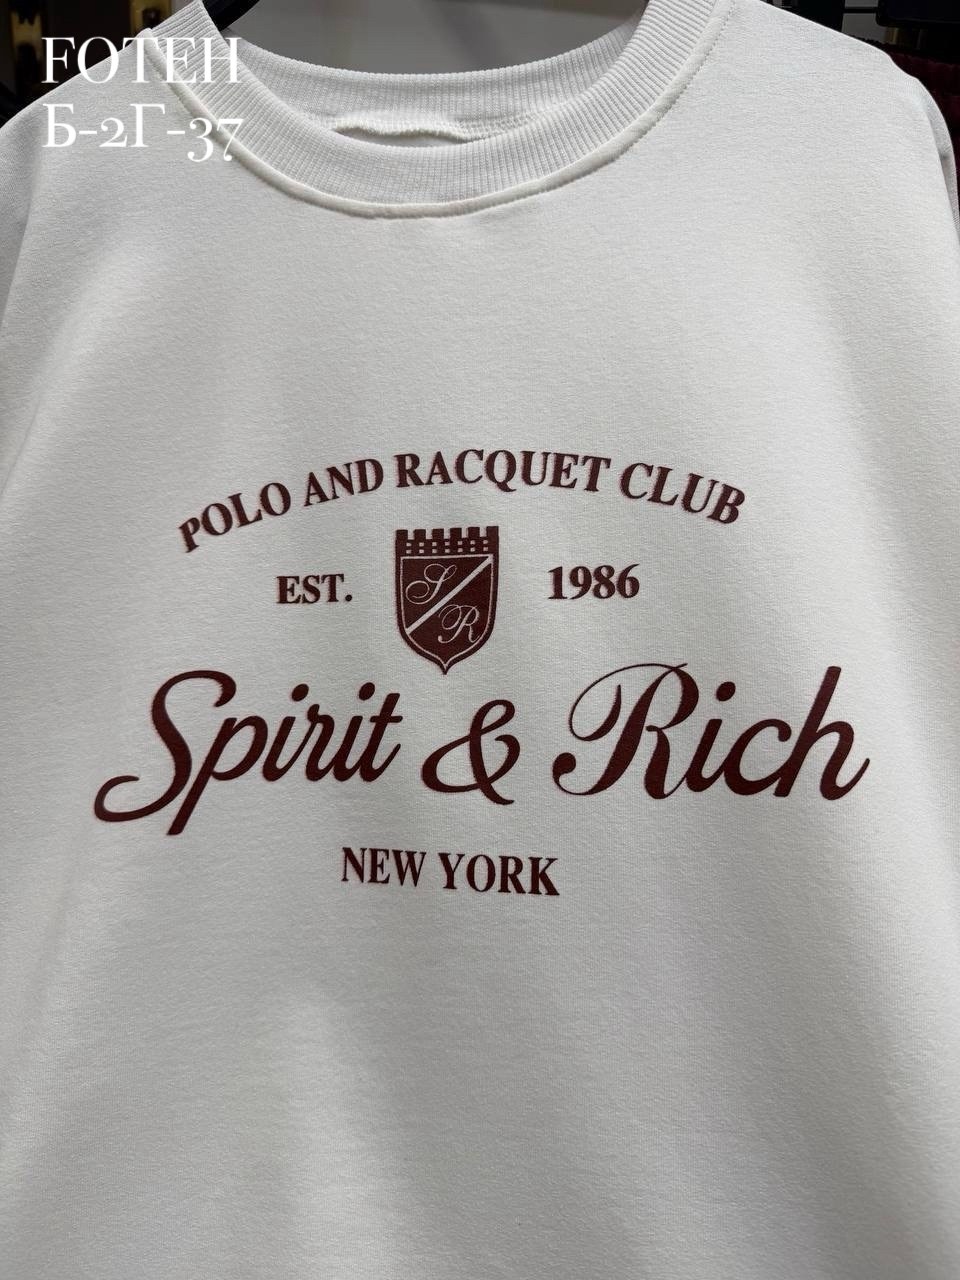 FOTEH
Б-2Г-37
POLO AND RACQUET CLUB
EST. 1986
S
R
Spirit & Rich
NEW YORK